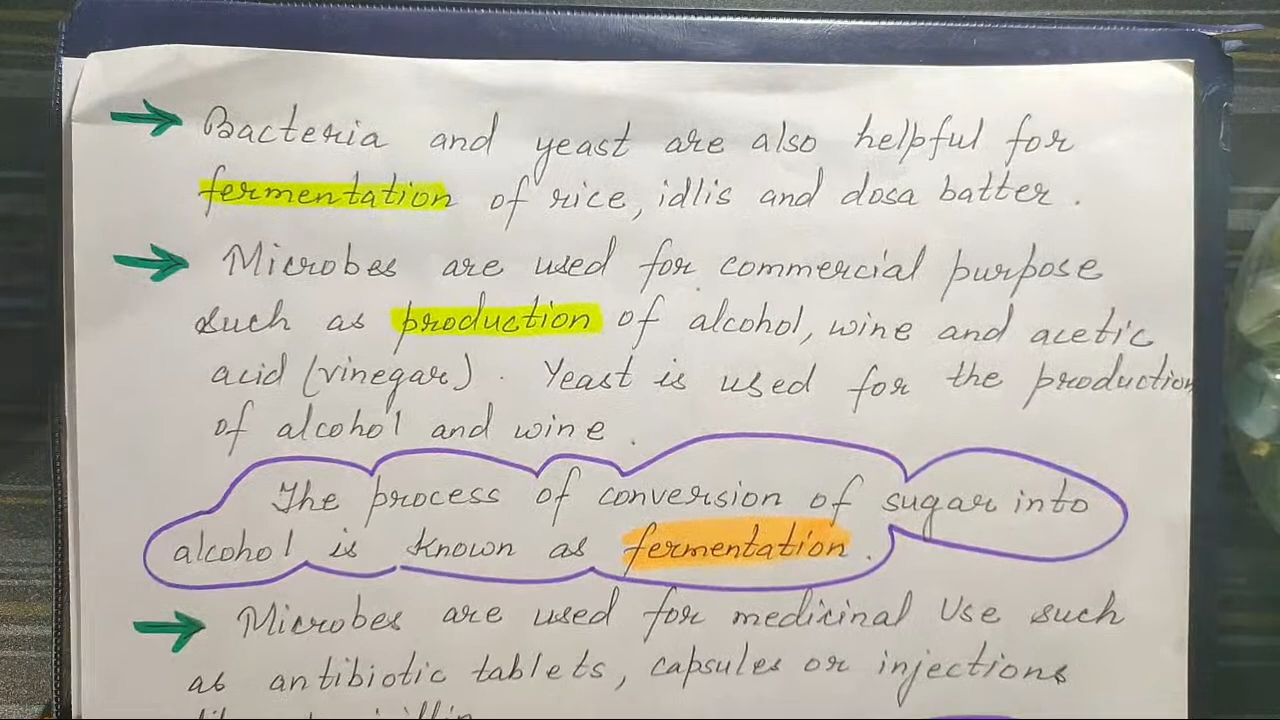 → Bacteria and yeast are also helpful for
fermentation of rice, idlis and dosa batter.
→ Microbes are used for commercial purpose
such as production of alcohol, wine and acetic
acid (vinegar). Yeast is used for the production
of alcohol and wine.
The process of conversion of sugar into
alcohol is known as fermentation.
→ Microbes are used for medicinal Use such
as antibiotic tablets, capsules or injections